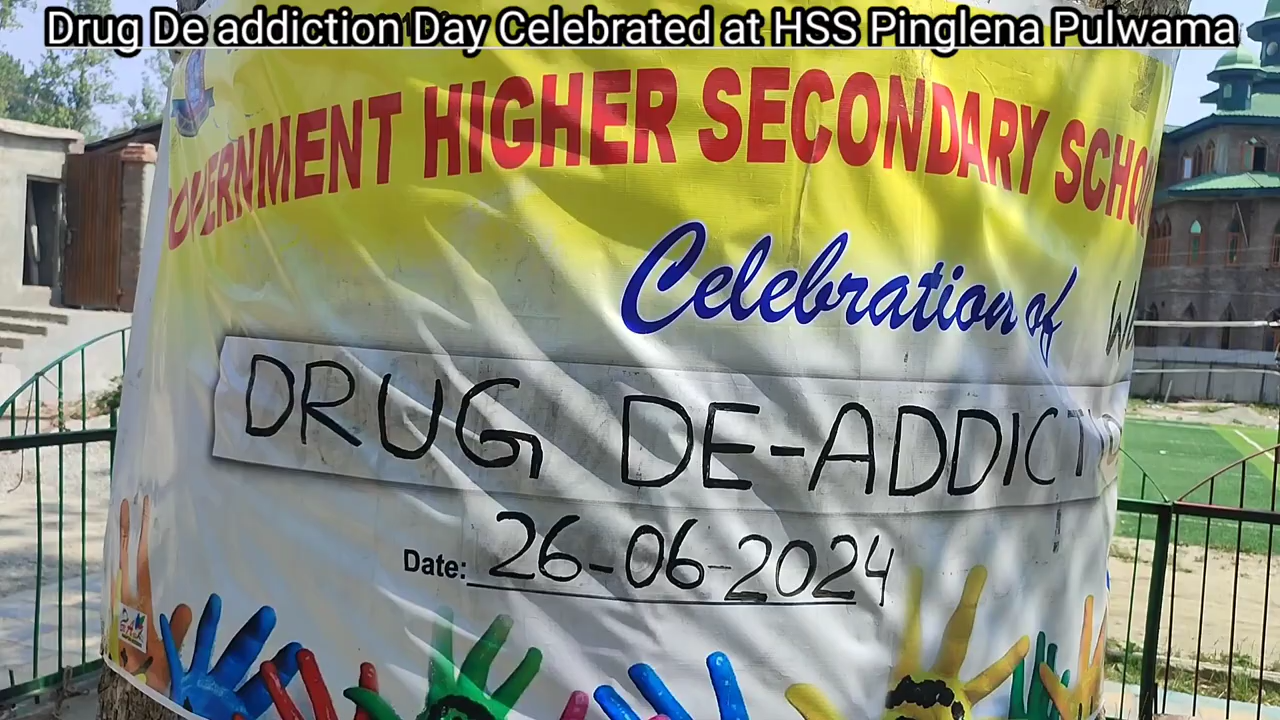 Drug De addiction Day Celebrated at HSS Pinglena Pulwama
OVERNMENT HIGHER SECONDARY SCHO
Celebration of
DRUG DE-ADDICTIO
Date: 26-06-2024